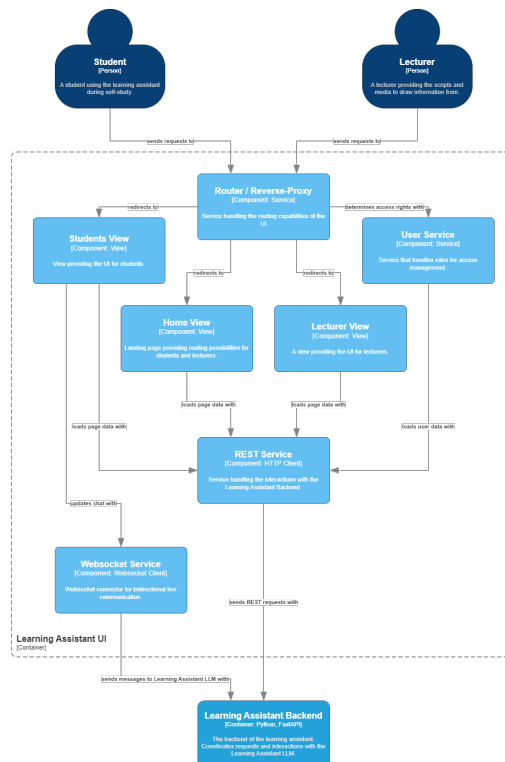 Student
[Person]
A student using the learning assistant
during self-study.
Lecturer
[Person]
A lecturer providing the scripts and
media to draw information from.
sends requests to
sends requests to
Router / Reverse-Proxy
[Component: Service]
Service handling the routing capabilities of the
UI
redirects to
determines access rights with
Students View
[Component: View]
View providing the UI for students.
User Service
[Component: Service]
Service that handles roles for access
management.
redirects to
redirects to
Home View
[Component: View]
Landing page providing routing possibilities for
students and lecturers.
Lecturer View
[Component: View]
A view providing the UI for lecturers.
loads page data with
loads page data with
loads page data with
loads user data with
REST Service
[Component: HTTP Client]
Service handling the interactions with the
Learning Assistant Backend.
updates chat with
Websocket Service
[Component: Websocket Client]
Websocket connector for bidirectional live
communication.
sends REST requests with
Learning Assistant UI
[Container]
sends messages to Learning Assistant LLM with
Learning Assistant Backend
[Container: Python, FastAPI]
The backend of the learning assistant.
Coordinates requests and interactions with the
Learning Assistant LLM.